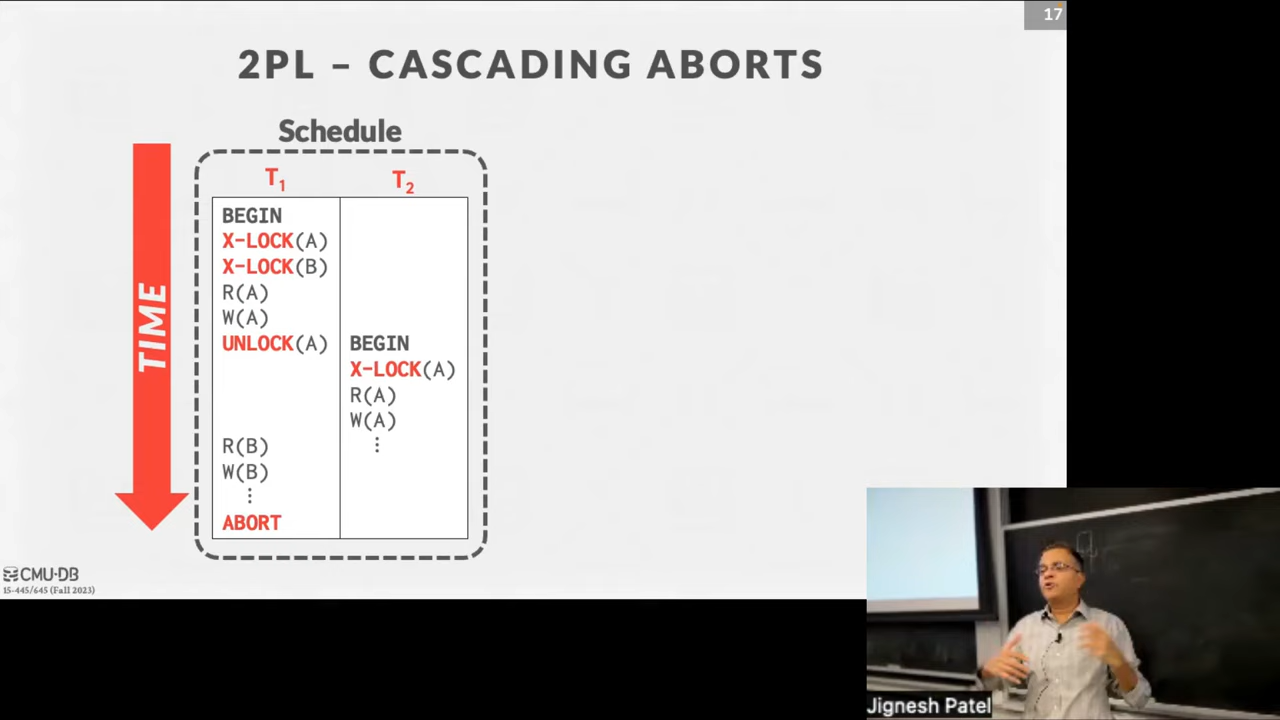 17
2PL – CASCADING ABORTS
Schedule
TIME
T1
T2
BEGIN
X-LOCK(A)
X-LOCK(B)
R(A)
W(A)
UNLOCK(A)
BEGIN
X-LOCK(A)
R(A)
W(A)
⋮
R(B)
W(B)
⋮
ABORT
CMU·DB
15-445/645 (Fall 2023)
Jignesh Patel